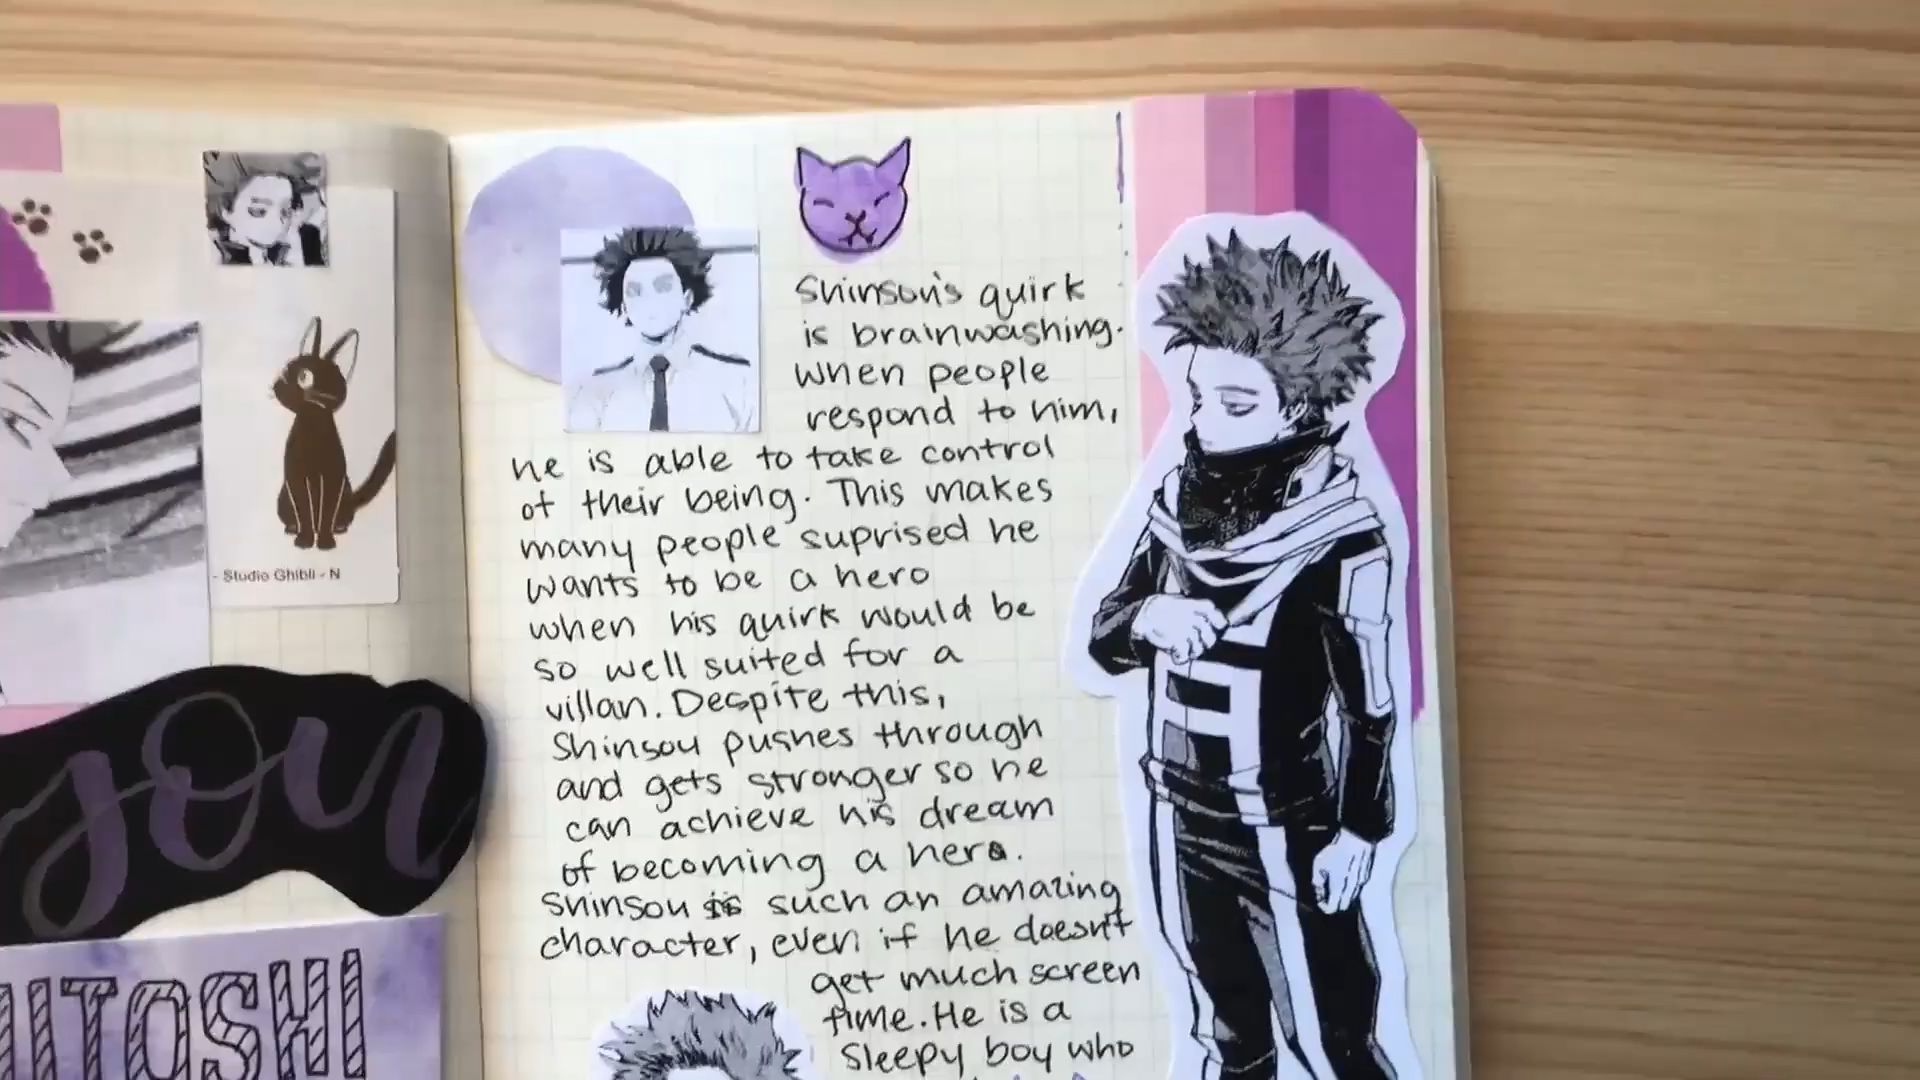 - Studio Ghibli - N
sou
HITOSHI
Shinsou's quirk
is brainwashing.
When people
respond to him,
he is able to take control
of their being. This makes
many people suprised he
wants to be a hero
when his quirk would be
so well suited for a
villan. Despite this,
Shinsou pushes through
and gets stronger so he
can achieve his dream
of becoming a hero.
Shinsou is such an amazing
character, even if he doesn't
get much screen
time. He is a
sleepy boy who